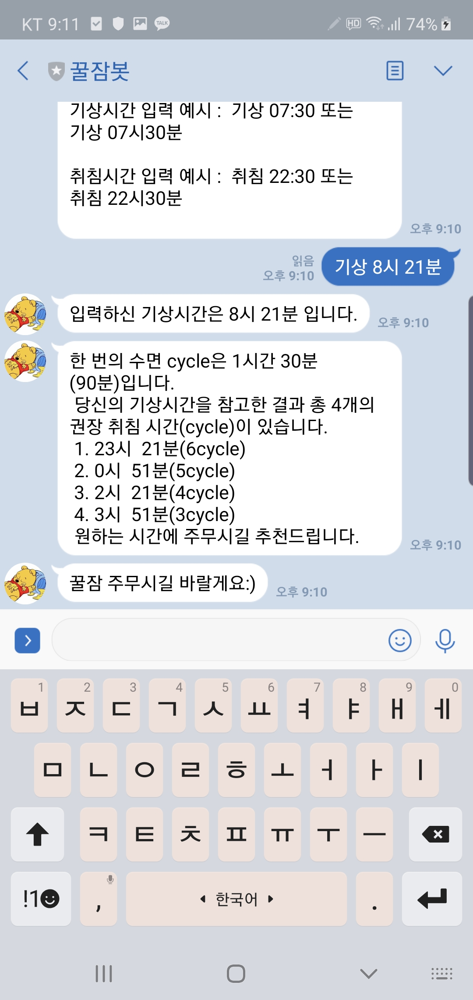 KT 9:11 TALK HD 74%
꿀잠봇
기상시간 입력 예시 : 기상 07:30 또는
기상 07시30분
취침시간 입력 예시 : 취침 22:30 또는
취침 22시30분
오후 9:10
읽음
오후 9:10
기상 8시 21분
입력하신 기상시간은 8시 21분 입니다.
오후 9:10
한 번의 수면 cycle은 1시간 30분
(90분)입니다.
당신의 기상시간을 참고한 결과 총 4개의
권장 취침 시간(cycle)이 있습니다.
1. 23시 21분(6cycle)
2. 0시 51분(5cycle)
3. 2시 21분(4cycle)
4. 3시 51분(3cycle)
원하는 시간에 주무시길 추천드립니다.
오후 9:10
꿀잠 주무시길 바랄게요:)
오후 9:10
1 2 3 4 5 6 7 8 9 0
ㅂ ㅈ ㄷ ㄱ ㅅ ㅛ ㅕ ㅑ ㅐ ㅔ
ㅁ ㄴ ㅇ ㄹ ㅎ ㅗ ㅓ ㅏ ㅣ
ㅋ ㅌ ㅊ ㅍ ㅠ ㅜ ㅡ
!1 , 한국어 .